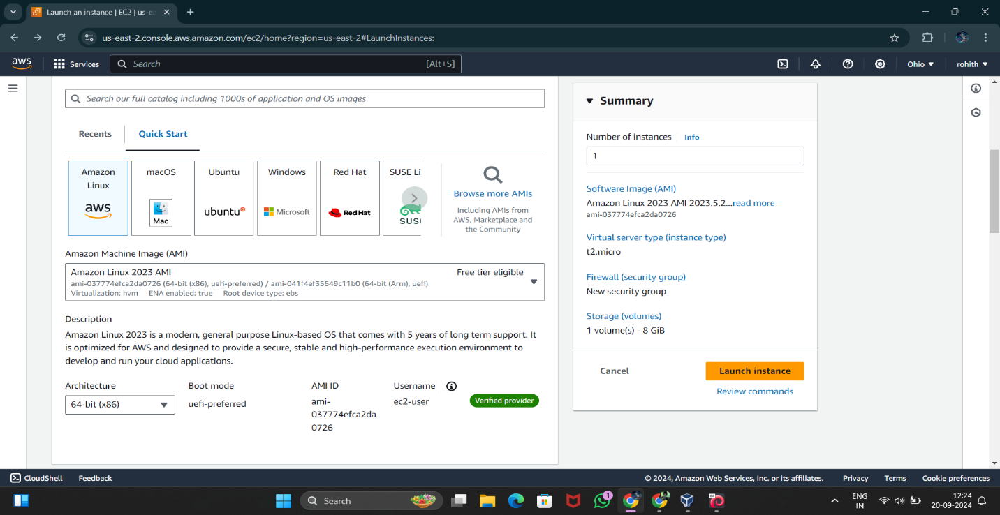 Launch an instance | EC2 | us-ea
us-east-2.console.aws.amazon.com/ec2/home?region=us-east-2#LaunchInstances:
aws
Services
Search
[Alt+S]
Ohio
rohith
Search our full catalog including 1000s of application and OS images
Recents
Quick Start
Amazon
Linux
aws
macOS
Mac
Ubuntu
ubuntu
Windows
Microsoft
Red Hat
Red Hat
SUSE Li
SUSI
Browse more AMIs
Including AMIs from
AWS, Marketplace and
the Community
Amazon Machine Image (AMI)
Amazon Linux 2023 AMI
Free tier eligible
ami-037774efca2da0726 (64-bit (x86), uefi-preferred) / ami-041f4ef35649c11b0 (64-bit (Arm), uefi)
Virtualization: hvm ENA enabled: true Root device type: ebs
Description
Amazon Linux 2023 is a modern, general purpose Linux-based OS that comes with 5 years of long term support. It
is optimized for AWS and designed to provide a secure, stable and high-performance execution environment to
develop and run your cloud applications.
Architecture
64-bit (x86)
Boot mode
uefi-preferred
AMI ID
ami-
037774efca2da
0726
Username
ec2-user
Verified provider
Summary
Number of instances
Info
1
Software Image (AMI)
Amazon Linux 2023 AMI 2023.5.2...read more
ami-037774efca2da0726
Virtual server type (instance type)
t2.micro
Firewall (security group)
New security group
Storage (volumes)
1 volume(s) - 8 GiB
Cancel
Launch instance
Review commands
CloudShell
Feedback
© 2024, Amazon Web Services, Inc. or its affiliates.
Privacy
Terms
Cookie preferences
Search
1
ENG
IN
12:24
20-09-2024